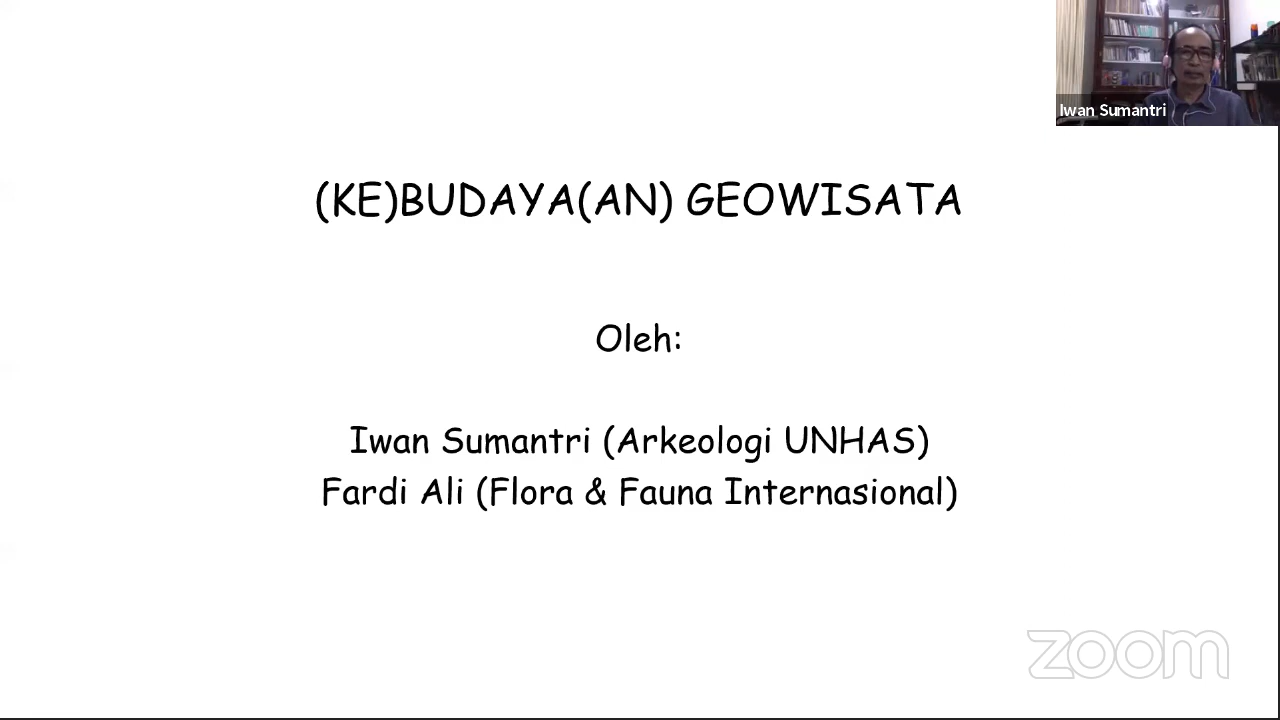 Iwan Sumantri
(KE)BUDAYA(AN) GEOWISATA
Oleh:
Iwan Sumantri (Arkeologi UNHAS)
Fardi Ali (Flora & Fauna Internasional)
zoom